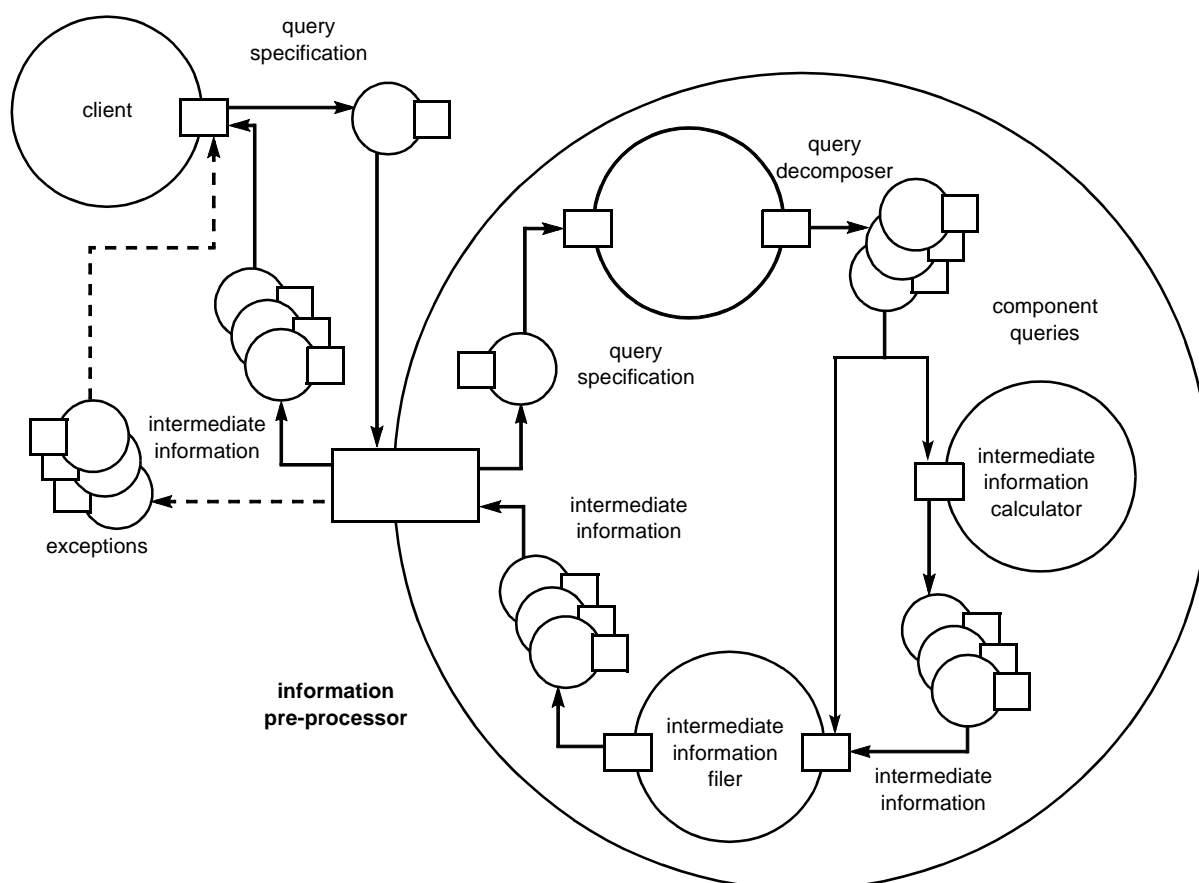 query
specification
client
query
decomposer
component
queries
query
specification
intermediate
information
intermediate
information
calculator
intermediate
information
exceptions
information
pre-processor
intermediate
information
filer
intermediate
information